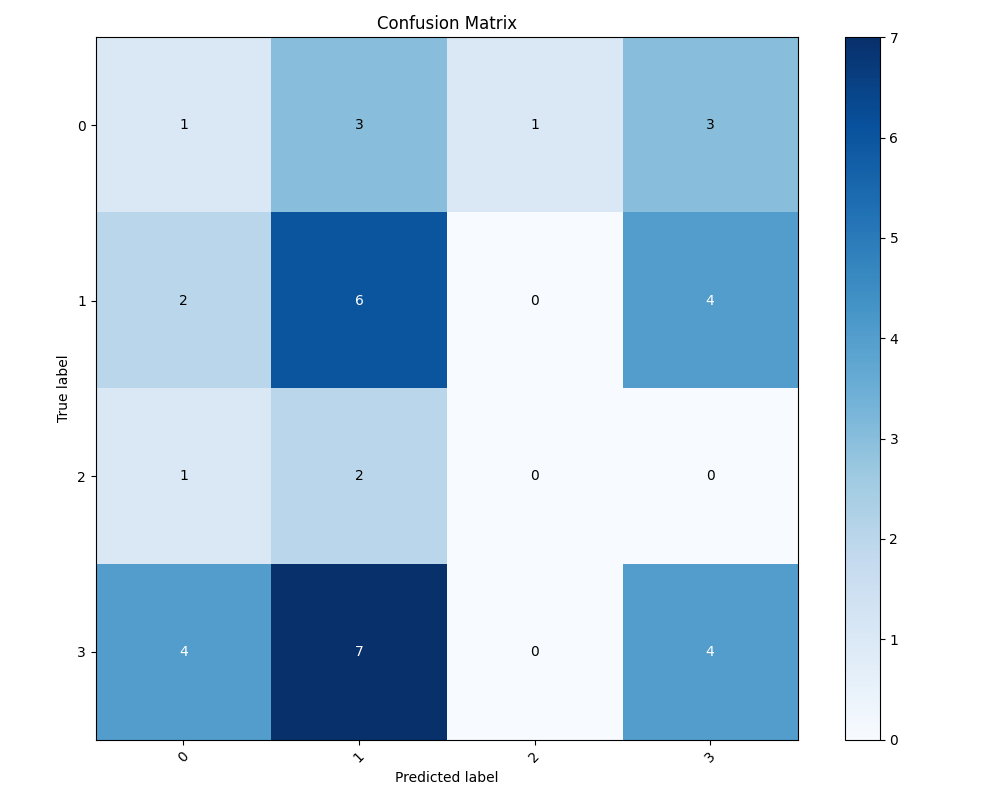 Confusion Matrix
0 1 3 1 3
1 2 6 0 4
2 1 2 0 0
3 4 7 0 4
0 1 2 3
True label
Predicted label
7
6
5
4
3
2
1
0